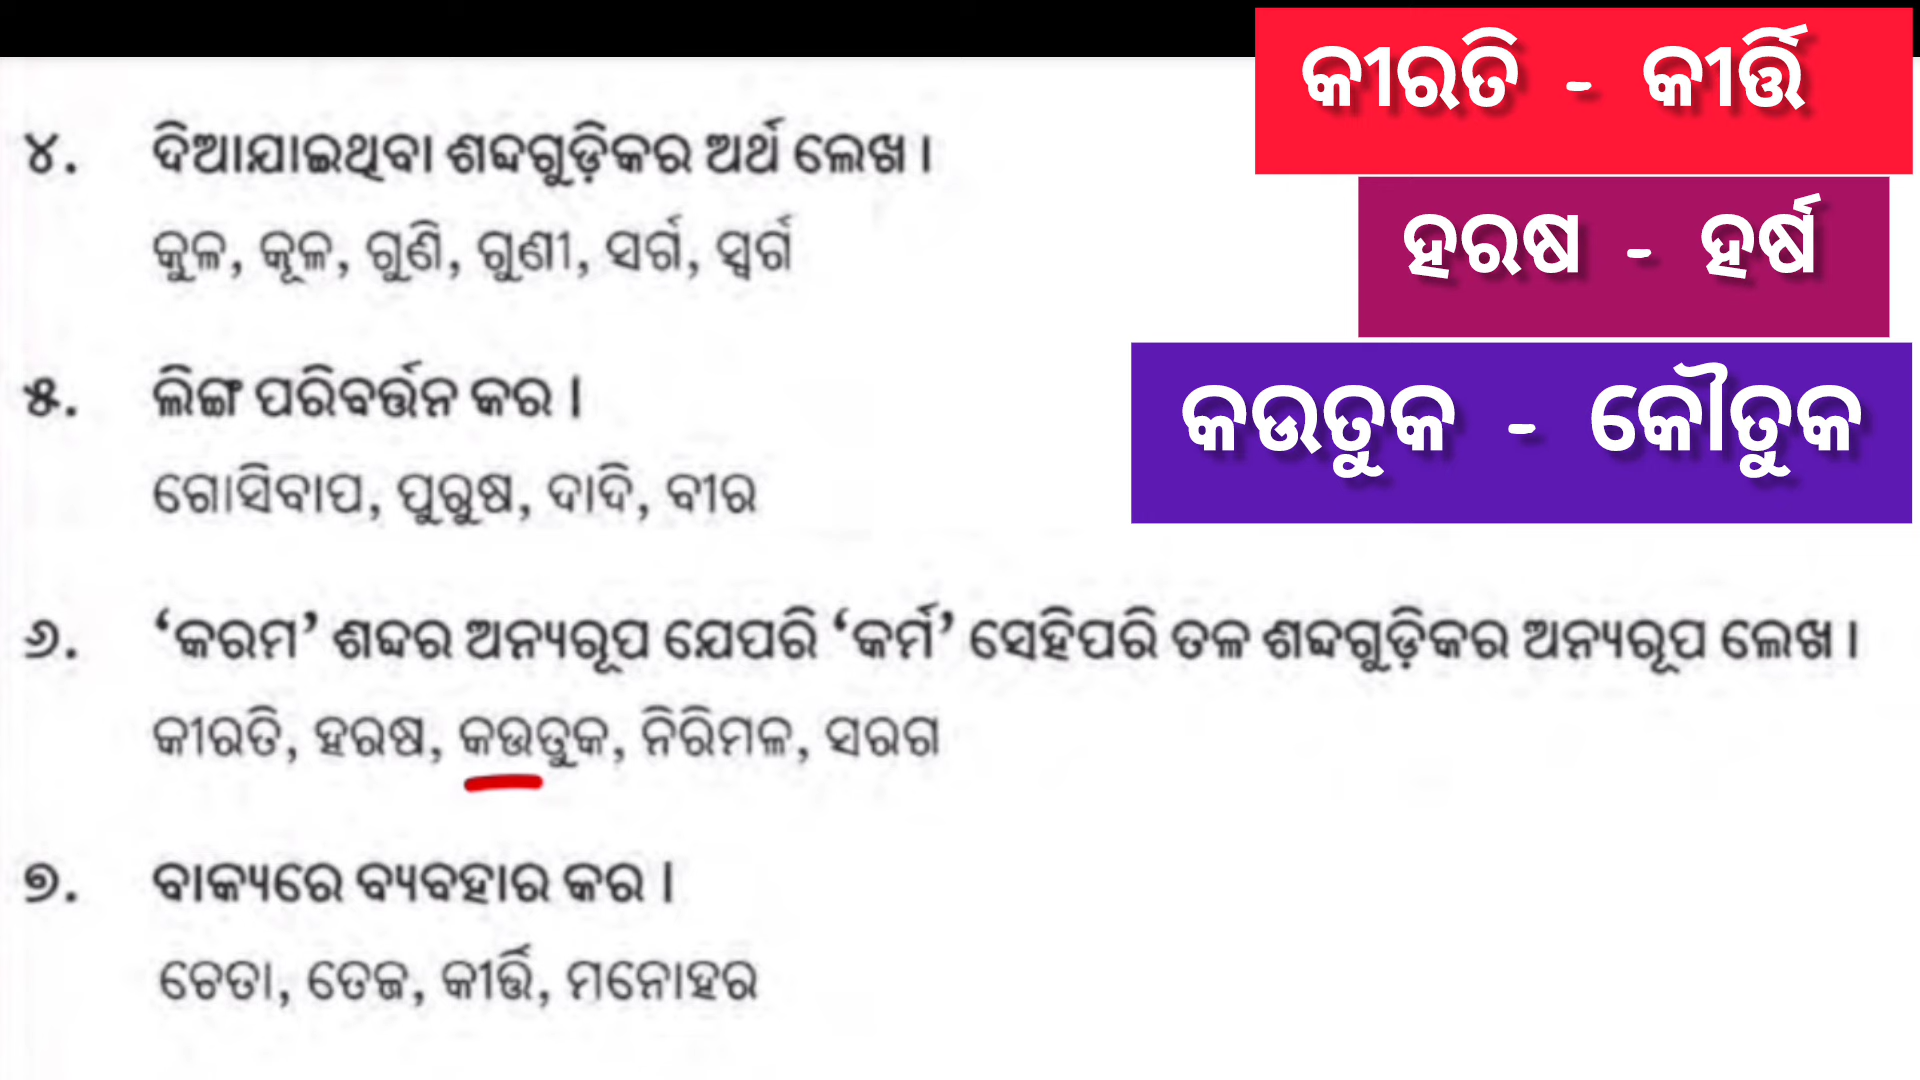 ୪. ଦିଆଯାଇଥିବା ଶବ୍ଦଗୁଡ଼ିକର ଅର୍ଥ ଲେଖ ।
କୁଳ, କୂଳ, ଗୁଣି, ଗୁଣୀ, ସର୍ଗ, ସ୍ୱର୍ଗ
୫. ଲିଙ୍ଗ ପରିବର୍ତ୍ତନ କର ।
ଗୋସିବାପ, ପୁରୁଷ, ଦାଦି, ବୀର
୬. ‘କରମ’ ଶବ୍ଦର ଅନ୍ୟରୂପ ଯେପରି ‘କର୍ମ’ ସେହିପରି ତଳ ଶବ୍ଦଗୁଡ଼ିକର ଅନ୍ୟରୂପ ଲେଖ ।
କୀରତି, ହରଷ, କଉତୁକ, ନିରିମଳ, ସରଗ
୭. ବାକ୍ୟରେ ବ୍ୟବହାର କର ।
ଚେତା, ତେଜ, କୀର୍ତ୍ତି, ମନୋହର
କୀରତି - କୀର୍ତ୍ତି
ହରଷ - ହର୍ଷ
କଉତୁକ - କୌତୁକ